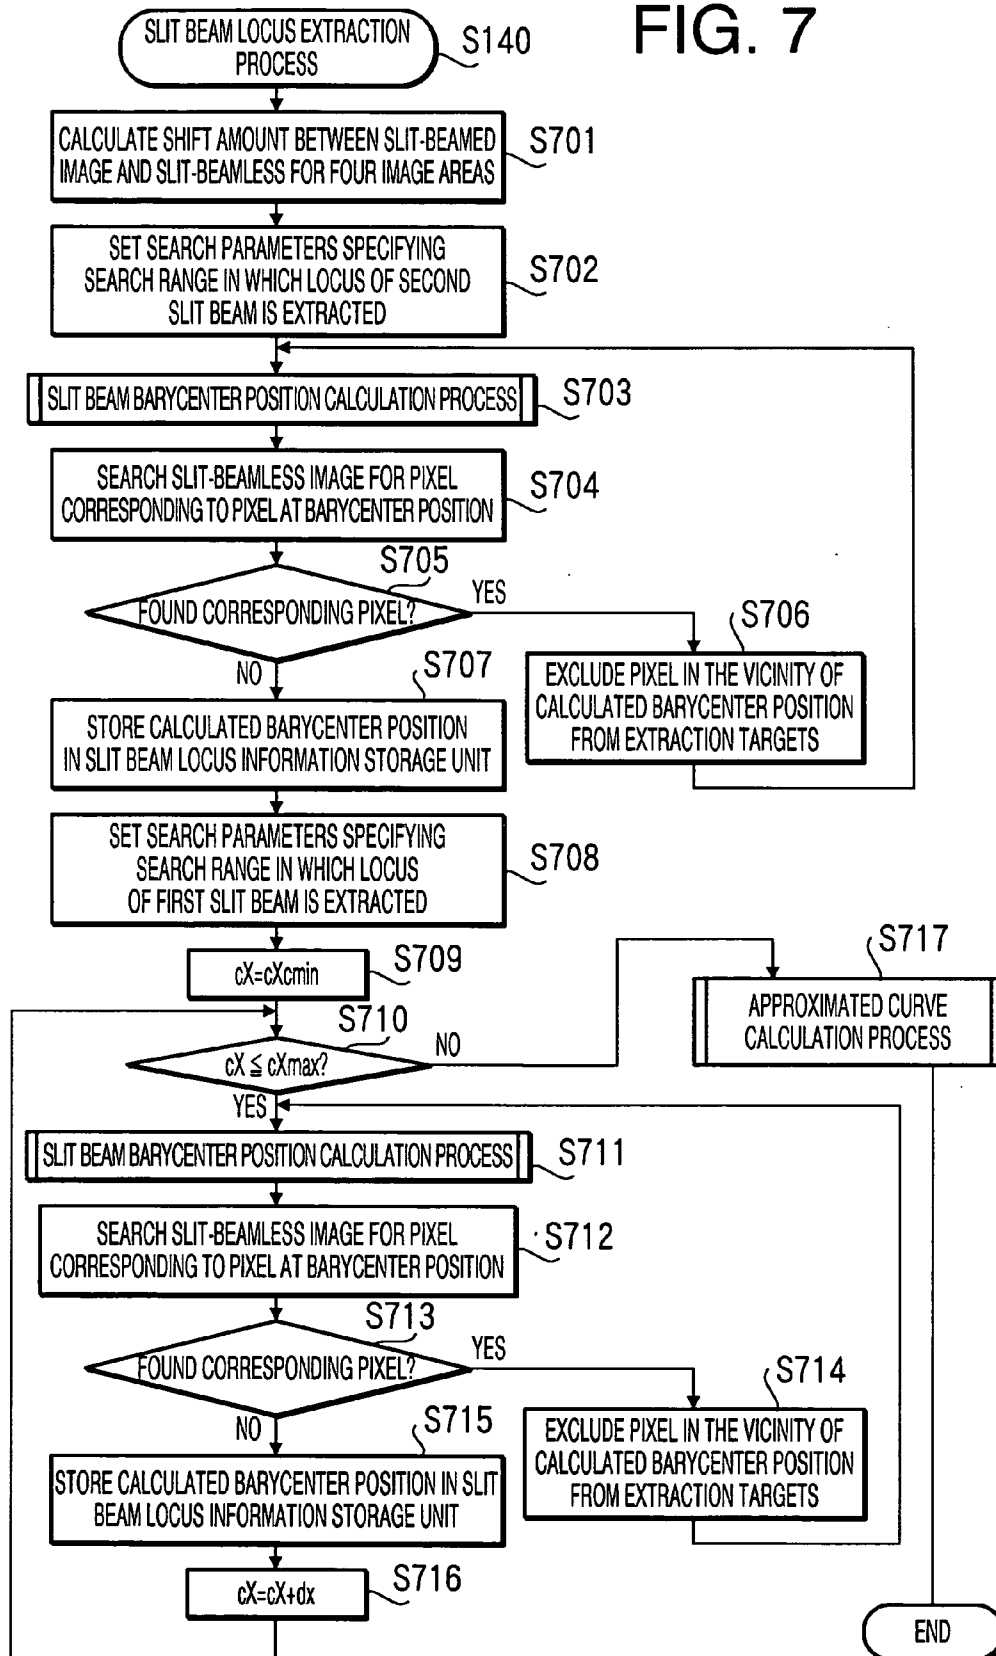 FIG. 7
SLIT BEAM LOCUS EXTRACTION
PROCESS
S140
CALCULATE SHIFT AMOUNT BETWEEN SLIT-BEAMED
IMAGE AND SLIT-BEAMLESS FOR FOUR IMAGE AREAS
S701
SET SEARCH PARAMETERS SPECIFYING
SEARCH RANGE IN WHICH LOCUS OF SECOND
SLIT BEAM IS EXTRACTED
S702
SLIT BEAM BARYCENTER POSITION CALCULATION PROCESS
S703
SEARCH SLIT-BEAMLESS IMAGE FOR PIXEL
CORRESPONDING TO PIXEL AT BARYCENTER POSITION
S704
S705
FOUND CORRESPONDING PIXEL?
YES
NO
S706
EXCLUDE PIXEL IN THE VICINITY OF
CALCULATED BARYCENTER POSITION
FROM EXTRACTION TARGETS
S707
STORE CALCULATED BARYCENTER POSITION
IN SLIT BEAM LOCUS INFORMATION STORAGE UNIT
SET SEARCH PARAMETERS SPECIFYING
SEARCH RANGE IN WHICH LOCUS
OF FIRST SLIT BEAM IS EXTRACTED
S708
cX=cXcmin
S709
S710
cX≦cXmax?
NO
YES
S717
APPROXIMATED CURVE
CALCULATION PROCESS
SLIT BEAM BARYCENTER POSITION CALCULATION PROCESS
S711
SEARCH SLIT-BEAMLESS IMAGE FOR PIXEL
CORRESPONDING TO PIXEL AT BARYCENTER POSITION
S712
S713
FOUND CORRESPONDING PIXEL?
YES
NO
S714
EXCLUDE PIXEL IN THE VICINITY OF
CALCULATED BARYCENTER POSITION
FROM EXTRACTION TARGETS
S715
STORE CALCULATED BARYCENTER POSITION IN SLIT
BEAM LOCUS INFORMATION STORAGE UNIT
cX=cX+dx
S716
END